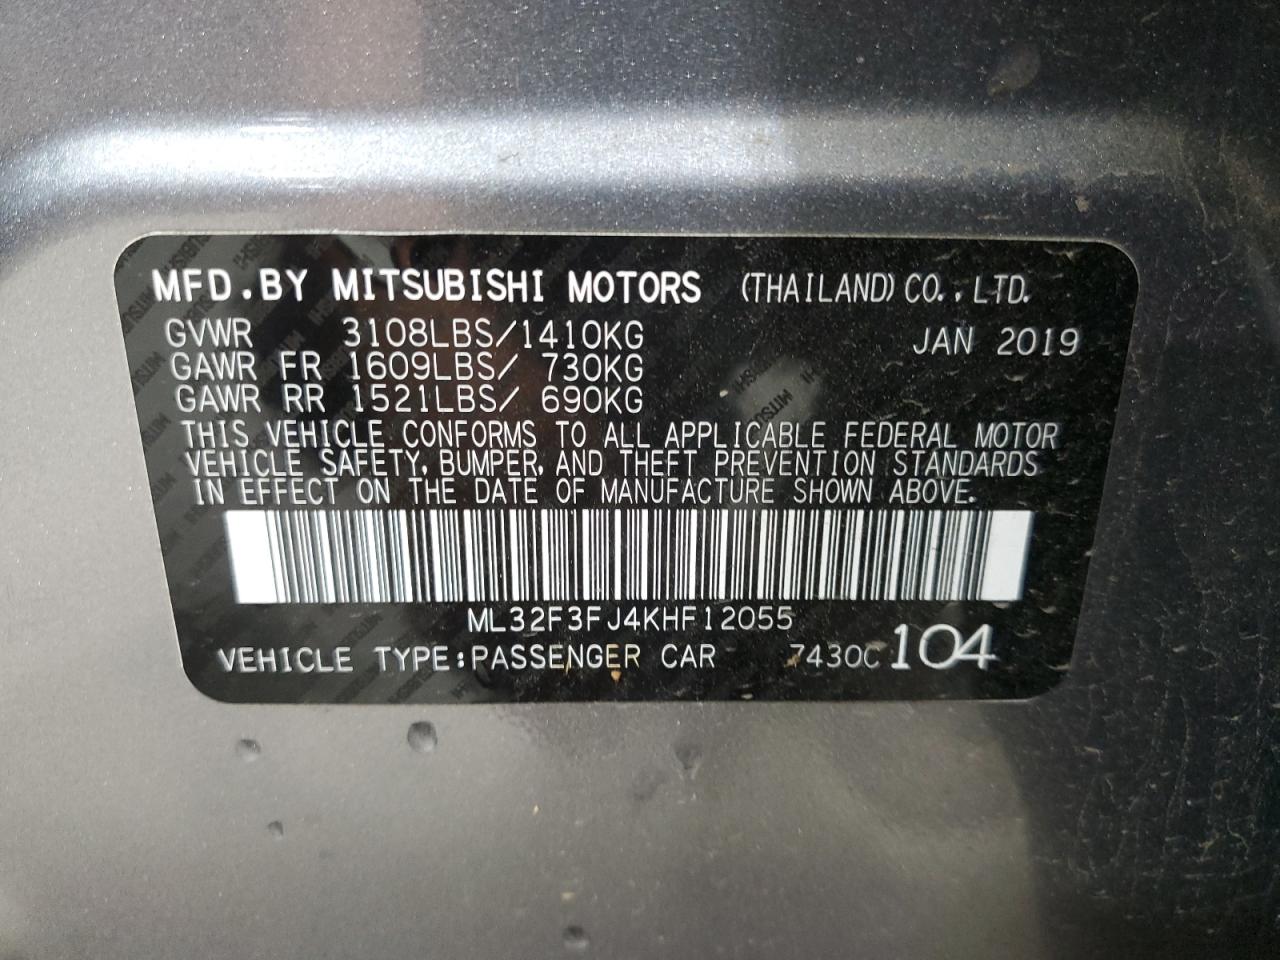 MFD.BY MITSUBISHI MOTORS (THAILAND) CO.,LTD.
GVWR 3108LBS/1410KG JAN 2019
GAWR FR 1609LBS/ 730KG
GAWR RR 1521LBS/ 690KG
THIS VEHICLE CONFORMS TO ALL APPLICABLE FEDERAL MOTOR
VEHICLE SAFETY, BUMPER, AND THEFT PREVENTION STANDARDS
IN EFFECT ON THE DATE OF MANUFACTURE SHOWN ABOVE.
ML32F3FJ4KHF12055
VEHICLE TYPE:PASSENGER CAR 7430C 104